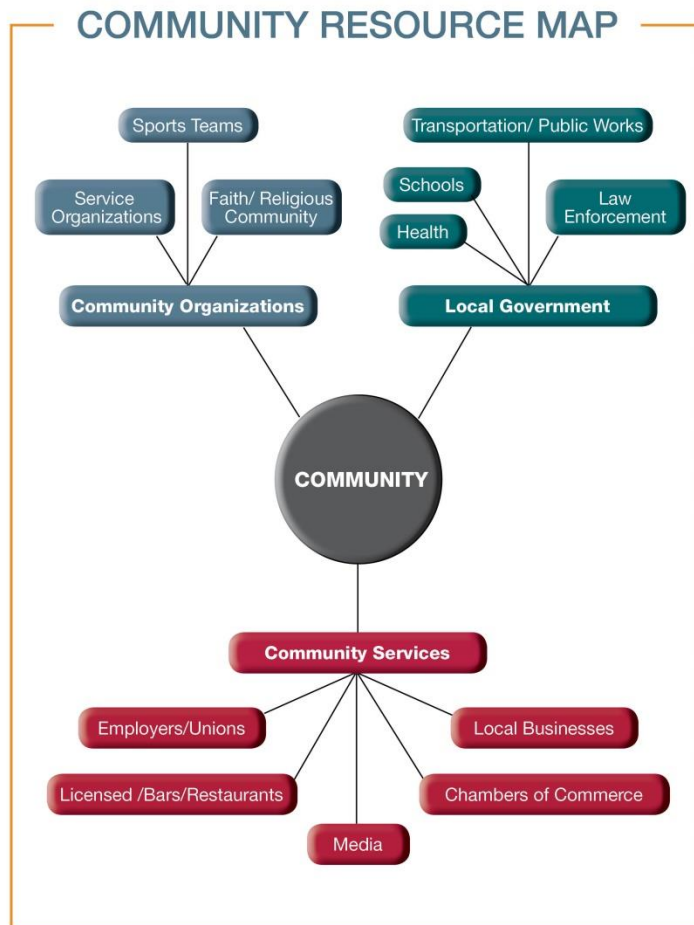 COMMUNITY RESOURCE MAP
Sports Teams
Service
Organizations
Faith/ Religious
Community
Community Organizations
Transportation/ Public Works
Schools
Health
Law
Enforcement
Local Government
COMMUNITY
Community Services
Employers/Unions
Local Businesses
Licensed /Bars/Restaurants
Chambers of Commerce
Media